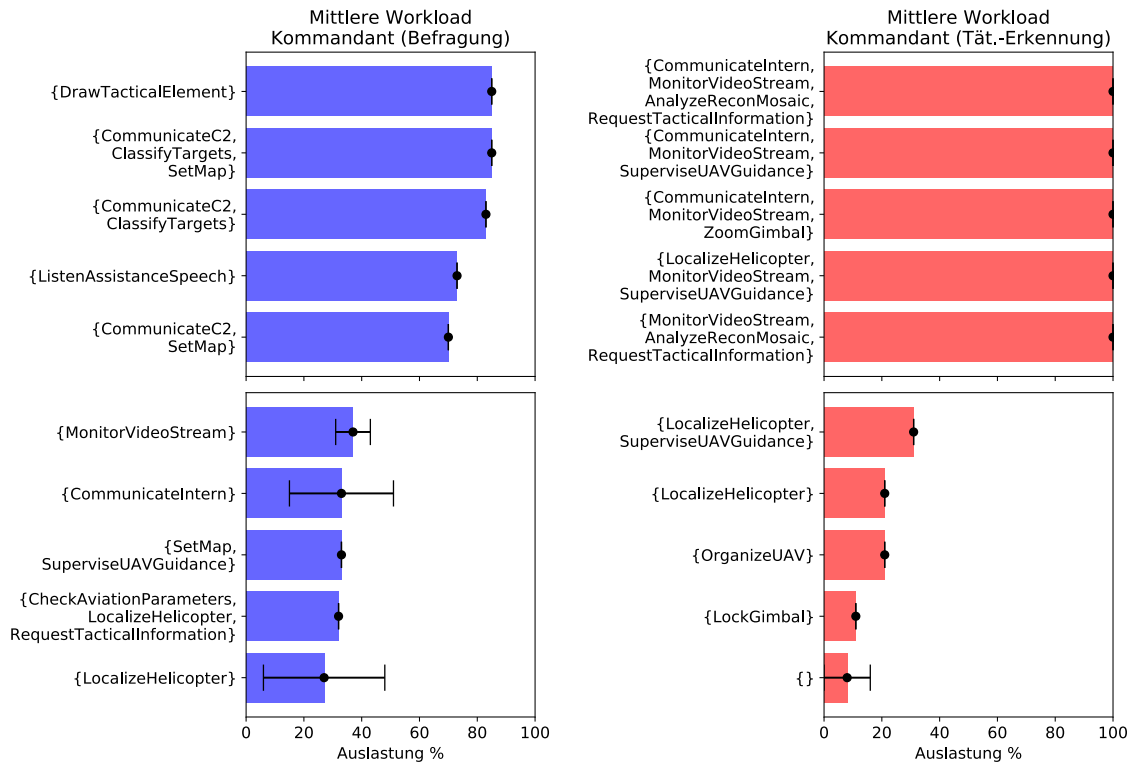 Mittlere Workload
Kommandant (Befragung)
{DrawTacticalElement}
{CommunicateC2,
ClassifyTargets,
SetMap}
{CommunicateC2,
ClassifyTargets}
{ListenAssistanceSpeech}
{CommunicateC2,
SetMap}
{MonitorVideoStream}
{CommunicateIntern}
{SetMap,
SuperviseUAVGuidance}
{CheckAviationParameters,
LocalizeHelicopter,
RequestTacticalInformation}
{LocalizeHelicopter}
0 20 40 60 80 100
Auslastung %
Mittlere Workload
Kommandant (Tät.-Erkennung)
{CommunicateIntern,
MonitorVideoStream,
AnalyzeReconMosaic,
RequestTacticalInformation}
{CommunicateIntern,
MonitorVideoStream,
SuperviseUAVGuidance}
{CommunicateIntern,
MonitorVideoStream,
ZoomGimbal}
{LocalizeHelicopter,
MonitorVideoStream,
SuperviseUAVGuidance}
{MonitorVideoStream,
AnalyzeReconMosaic,
RequestTacticalInformation}
{LocalizeHelicopter,
SuperviseUAVGuidance}
{LocalizeHelicopter}
{OrganizeUAV}
{LockGimbal}
{}
0 20 40 60 80 100
Auslastung %